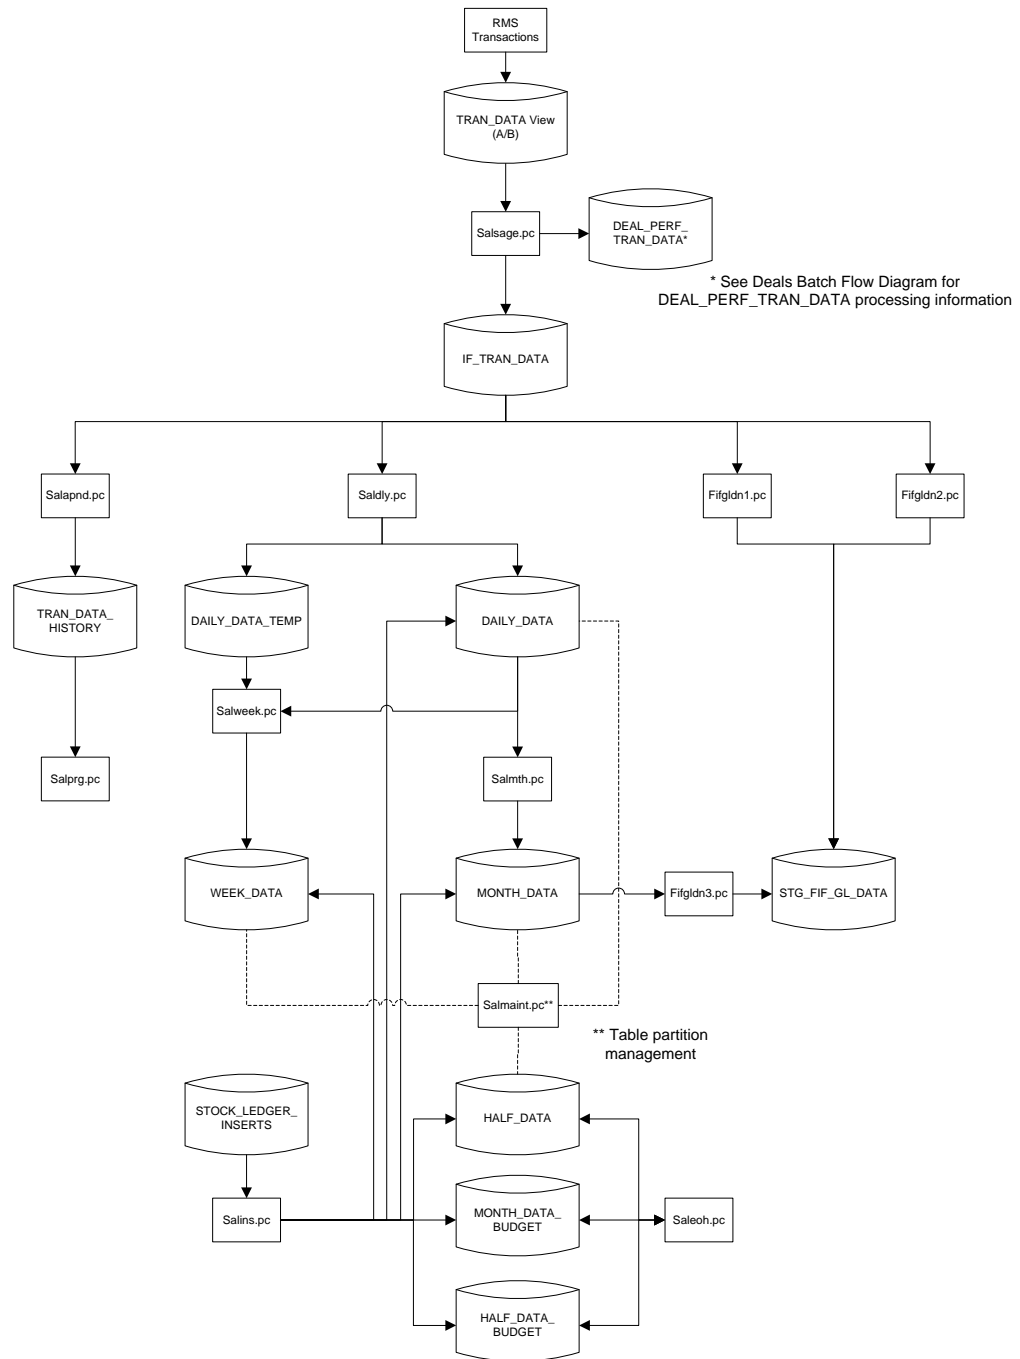 RMS
Transactions
TRAN_DATA View
(A/B)
Salsage.pc
DEAL_PERF_
TRAN_DATA*
* See Deals Batch Flow Diagram for
DEAL_PERF_TRAN_DATA processing information
IF_TRAN_DATA
Salapnd.pc
Saldly.pc
Fifgldn1.pc
Fifgldn2.pc
TRAN_DATA_
HISTORY
DAILY_DATA_TEMP
DAILY_DATA
Salweek.pc
Salprg.pc
Salmth.pc
WEEK_DATA
MONTH_DATA
Fifgldn3.pc
STG_FIF_GL_DATA
Salmaint.pc**
** Table partition
management
STOCK_LEDGER_
INSERTS
HALF_DATA
Salins.pc
MONTH_DATA_
BUDGET
Saleoh.pc
HALF_DATA_
BUDGET